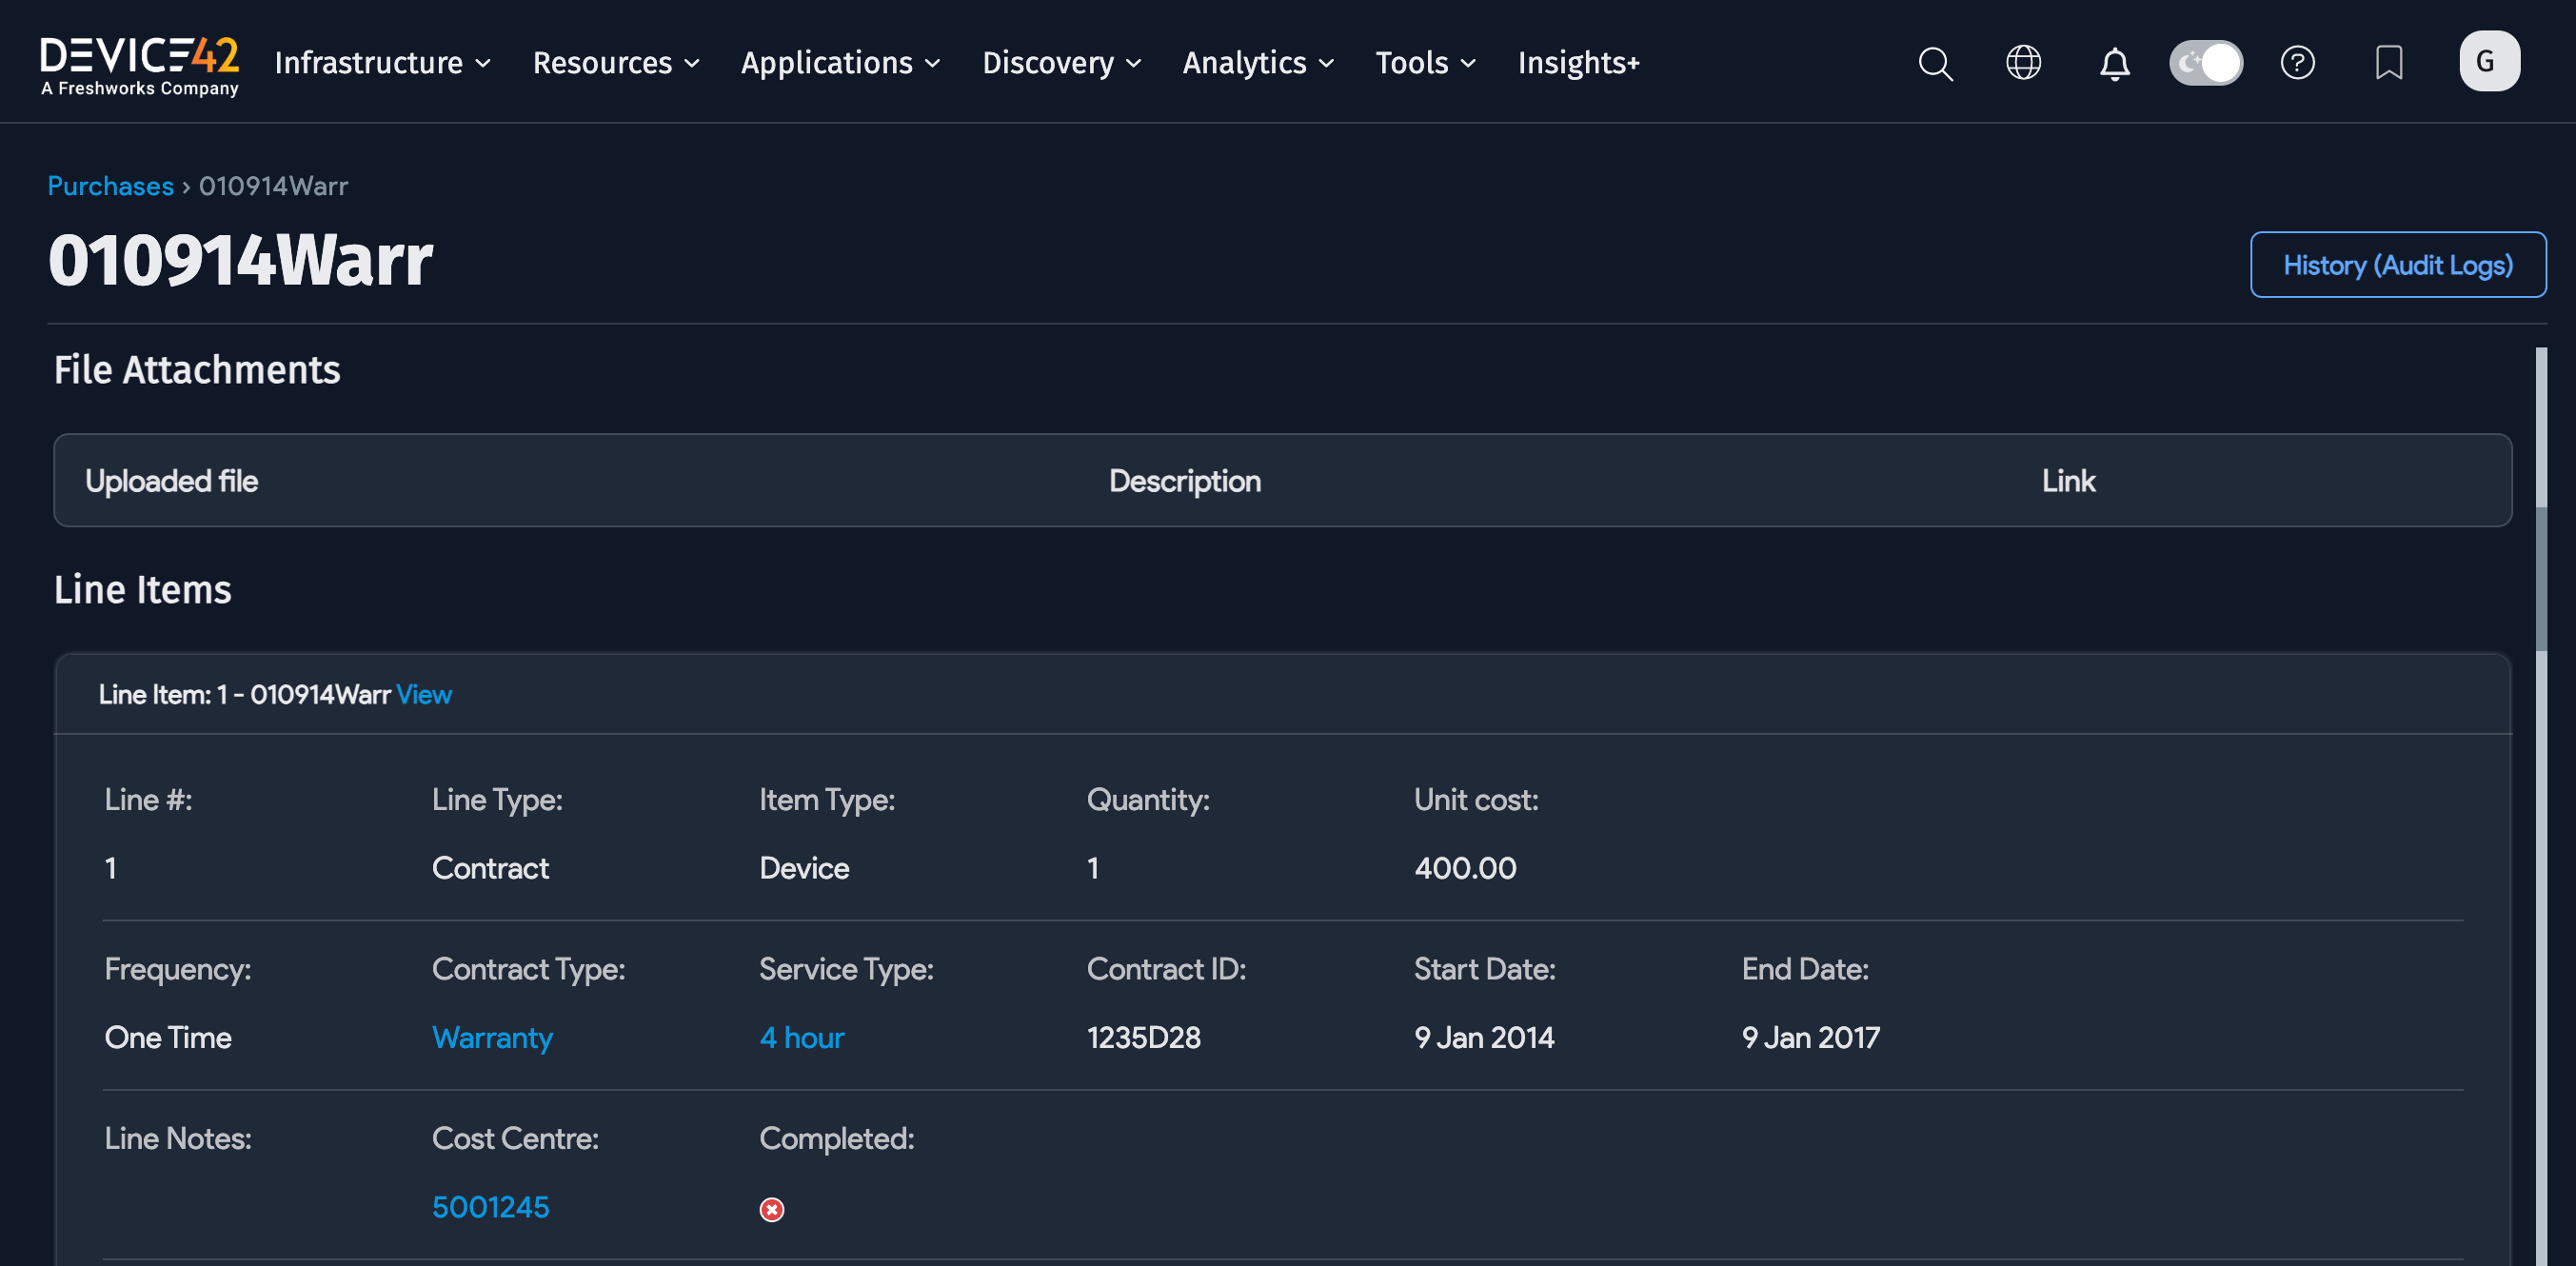 DEVICE42
A Freshworks Company
Infrastructure Resources Applications Discovery Analytics Tools Insights+
G
Purchases › 010914Warr
010914Warr
History (Audit Logs)
File Attachments
Uploaded file Description Link
Line Items
Line Item: 1 - 010914Warr View
Line #: Line Type: Item Type: Quantity: Unit cost:
1 Contract Device 1 400.00
Frequency: Contract Type: Service Type: Contract ID: Start Date: End Date:
One Time Warranty 4 hour 1235D28 9 Jan 2014 9 Jan 2017
Line Notes: Cost Centre: Completed:
5001245